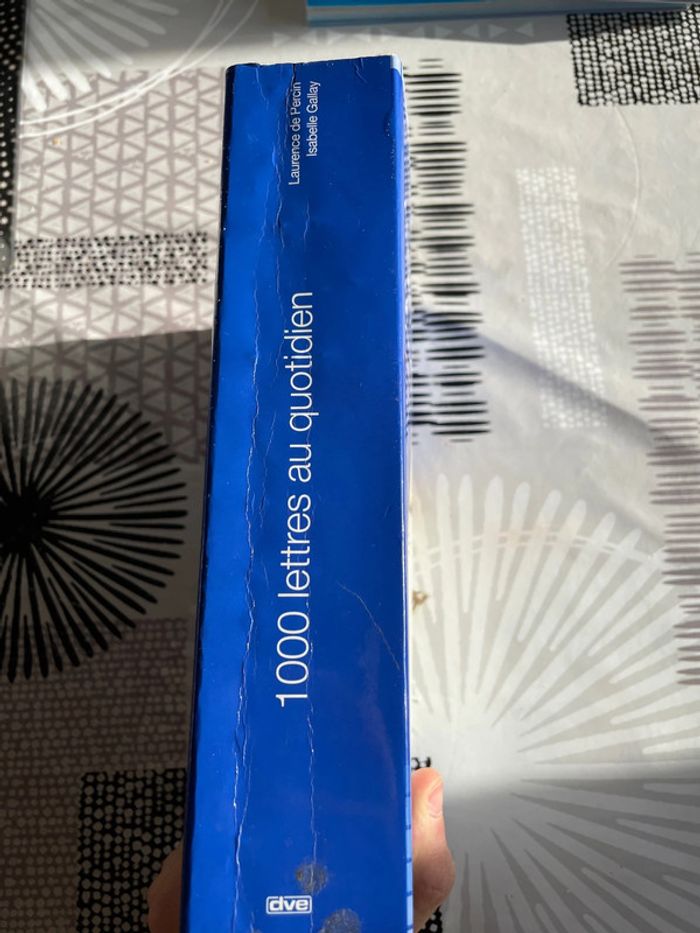 Laurence de Percin
Isabelle Gallay
1000 lettres au quotidien
dve